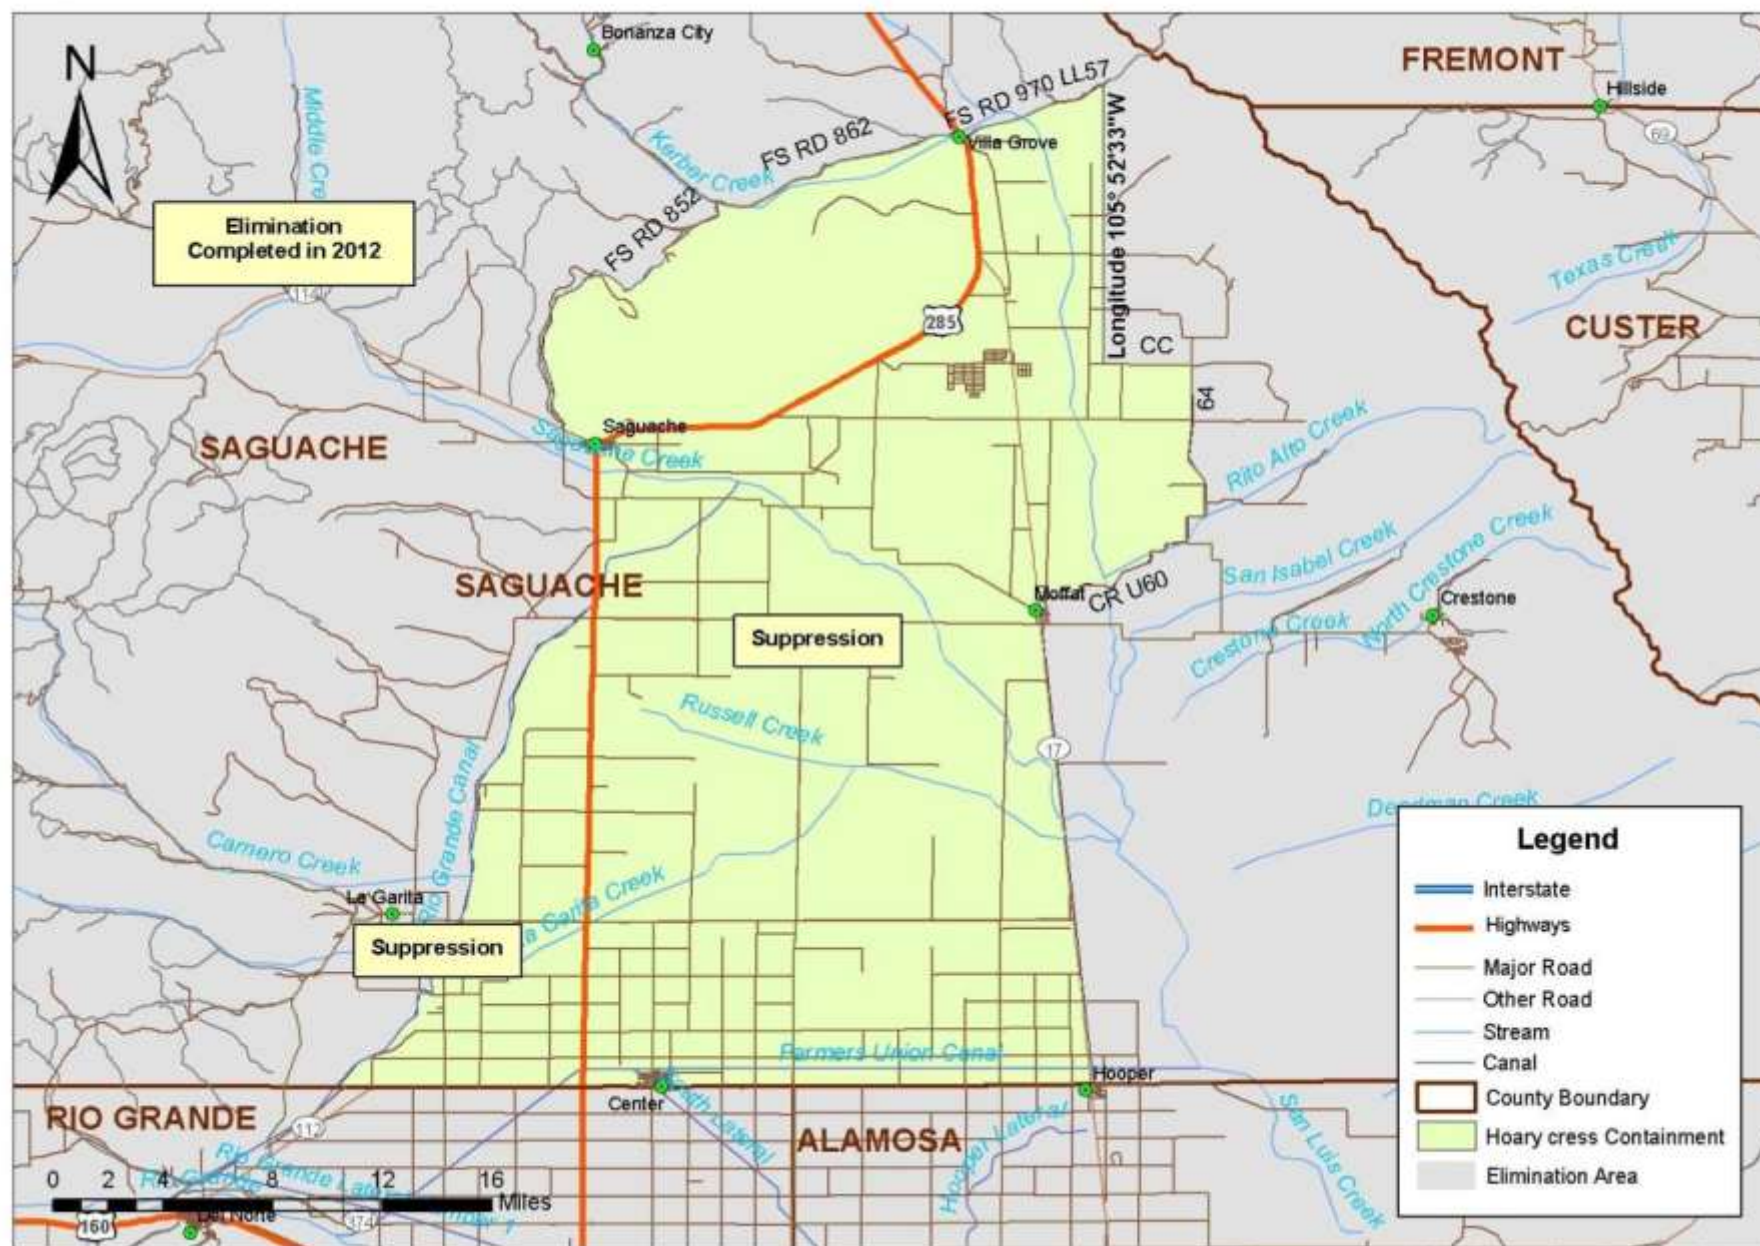 N
Bonanza City
FREMONT
Hillside
69
FS RD 970 LL57
Villa Grove
FS RD 862
Kerber Creek
FS RD 852
Middle Cre
Elimination
Completed in 2012
114
Longitude 105° 52'33"W
Texas Creek
CUSTER
285
CC
64
Saguache
Creek
SAGUACHE
Rito Alto Creek
San Isabel Creek
North Crestone Creek
Crestone
Crestone Creek
SAGUACHE
Moffat
CR U60
Suppression
Russell Creek
17
Rio Grande Canal
Carnero Creek
La Garita
a Garita Creek
Suppression
Deadman Creek
Farmers Union Canal
Hooper
Center
RIO GRANDE
112
ALAMOSA
Hooper Lateral
San Luis Creek
0 2 4 8 12 16
Miles
160
Del Norte
374
Legend
Interstate
Highways
Major Road
Other Road
Stream
Canal
County Boundary
Hoary cress Containment
Elimination Area